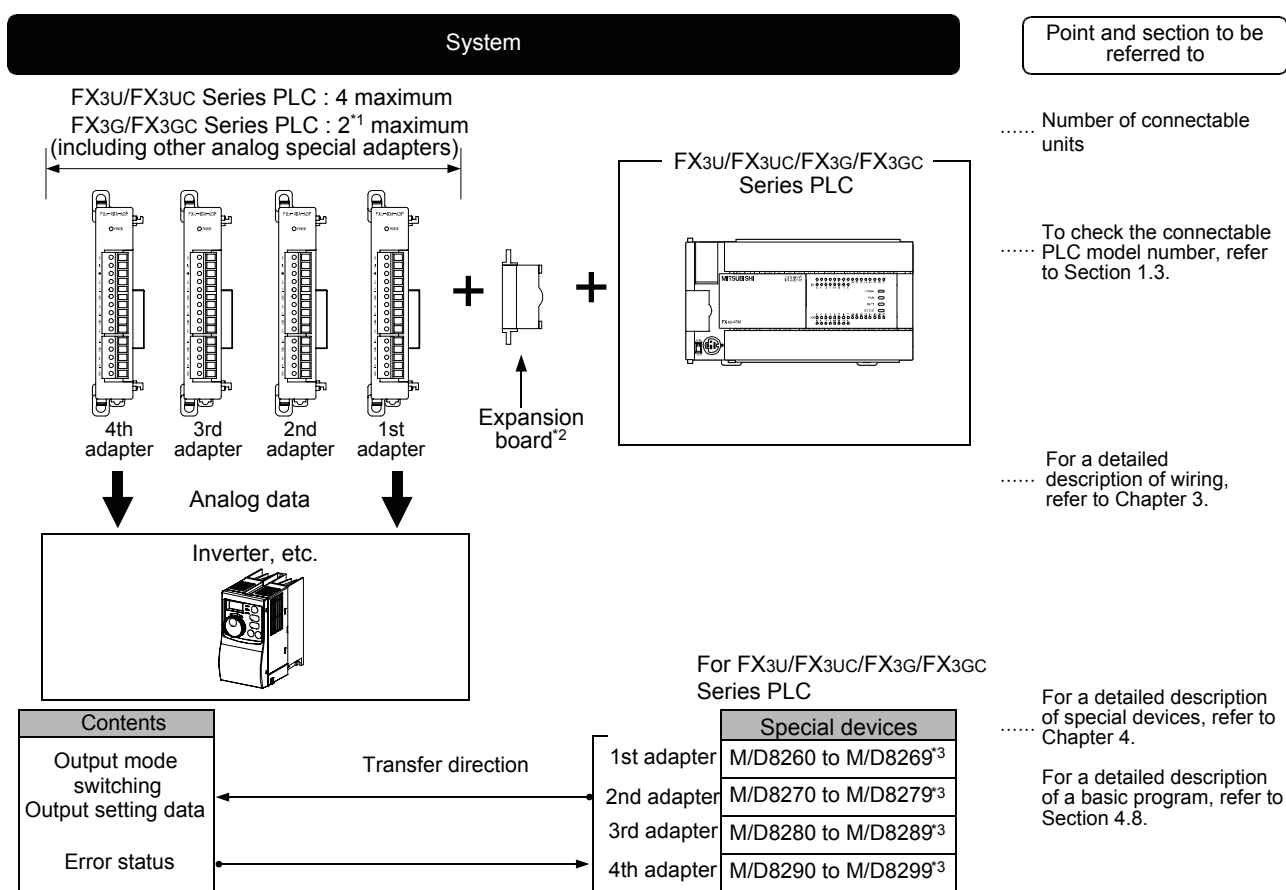 System
Point and section to be
referred to
FX3U/FX3UC Series PLC : 4 maximum
FX3G/FX3GC Series PLC : 2*1 maximum
(including other analog special adapters)
...... Number of connectable
units
FX3U/FX3UC/FX3G/FX3GC
Series PLC
To check the connectable
...... PLC model number, refer
to Section 1.3.
MITSUBISHI
+
+
4th
adapter
3rd
adapter
2nd
adapter
1st
adapter
Expansion
board*2
For a detailed
...... description of wiring,
refer to Chapter 3.
Analog data
Inverter, etc.
For FX3U/FX3UC/FX3G/FX3GC
Series PLC
For a detailed description
of special devices, refer to
...... Chapter 4.
For a detailed description
of a basic program, refer to
Section 4.8.
Contents
Output mode
switching
Output setting data
Error status
Transfer direction
Special devices
1st adapter M/D8260 to M/D8269*3
2nd adapter M/D8270 to M/D8279*3
3rd adapter M/D8280 to M/D8289*3
4th adapter M/D8290 to M/D8299*3